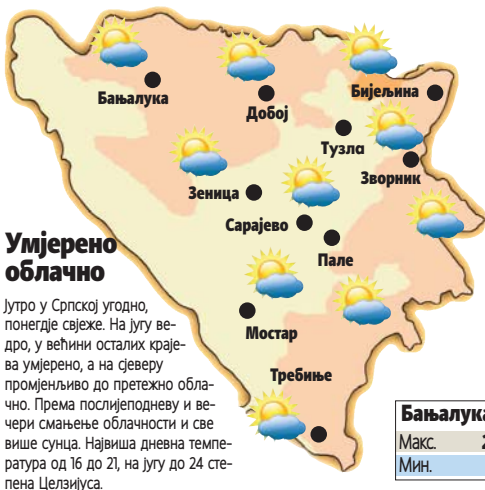 Бањалука
Добој
Бијељина
Тузла
Зворник
Зеница
Сарајево
Пале
Мостар
Требиње
Умјерено
облачно
Јутро у Српској угодно,
понегдје свјеже. На југу ве-
дро, у већини осталих краје-
ва умјерено, а на сјеверу
промјенљиво до претежно обла-
чно. Према послијеподневу и ве-
чери смањење облачности и све
више сунца. Највиша дневна темпе-
ратура од 16 до 21, на југу до 24 сте-
пена Целзијуса.
Бањалука
Макс.
Мин.